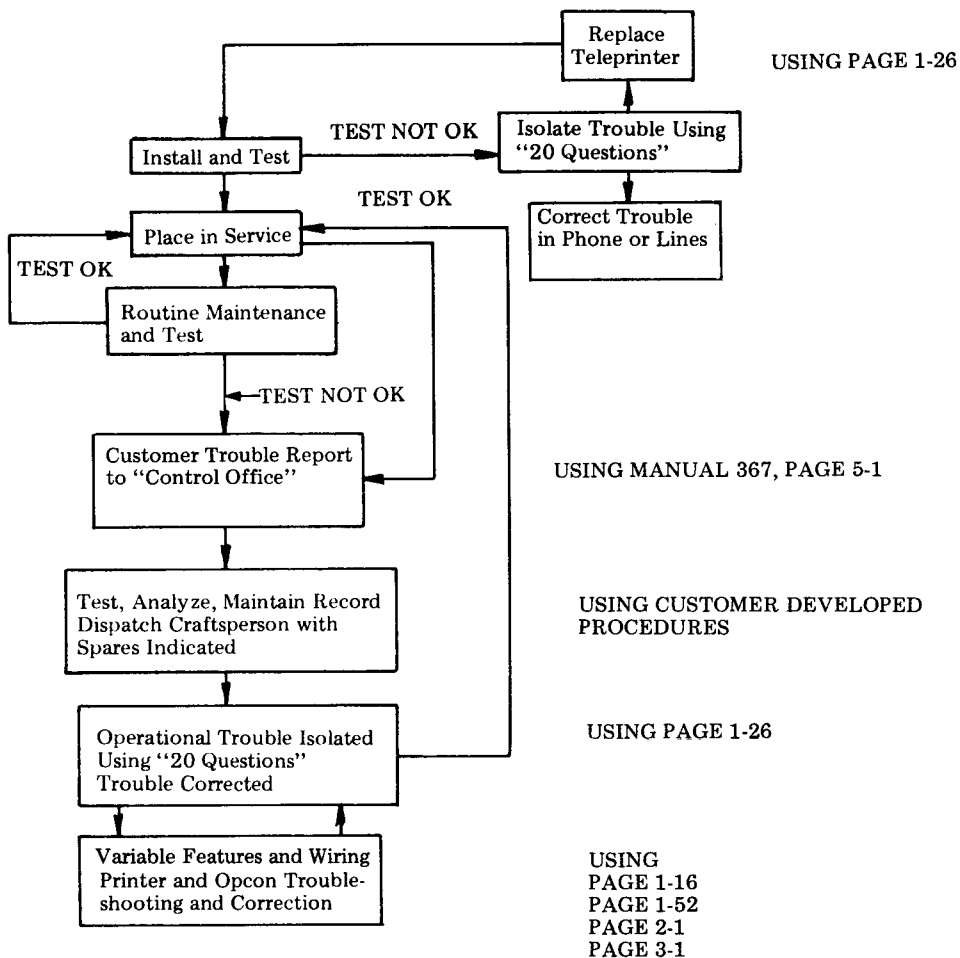 Replace
Teleprinter
USING PAGE 1-26
TEST NOT OK
Isolate Trouble Using
“20 Questions”
Install and Test
TEST OK
Correct Trouble
in Phone or Lines
Place in Service
TEST OK
Routine Maintenance
and Test
TEST NOT OK
Customer Trouble Report
to “Control Office”
USING MANUAL 367, PAGE 5-1
Test, Analyze, Maintain Record
Dispatch Craftsperson with
Spares Indicated
USING CUSTOMER DEVELOPED
PROCEDURES
Operational Trouble Isolated
Using “20 Questions”
Trouble Corrected
USING PAGE 1-26
Variable Features and Wiring
Printer and Opcon Trouble-
shooting and Correction
USING
PAGE 1-16
PAGE 1-52
PAGE 2-1
PAGE 3-1